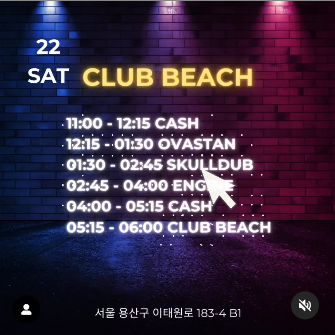 22
SAT
CLUB BEACH
11:00 - 12:15 CASH
12:15 - 01:30 OVASTAN
01:30 - 02:45 SKULLDUB
02:45 - 04:00 ENGINE
04:00 - 05:15 CASH
05:15 - 06:00 CLUB BEACH
서울 용산구 이태원로 183-4 B1